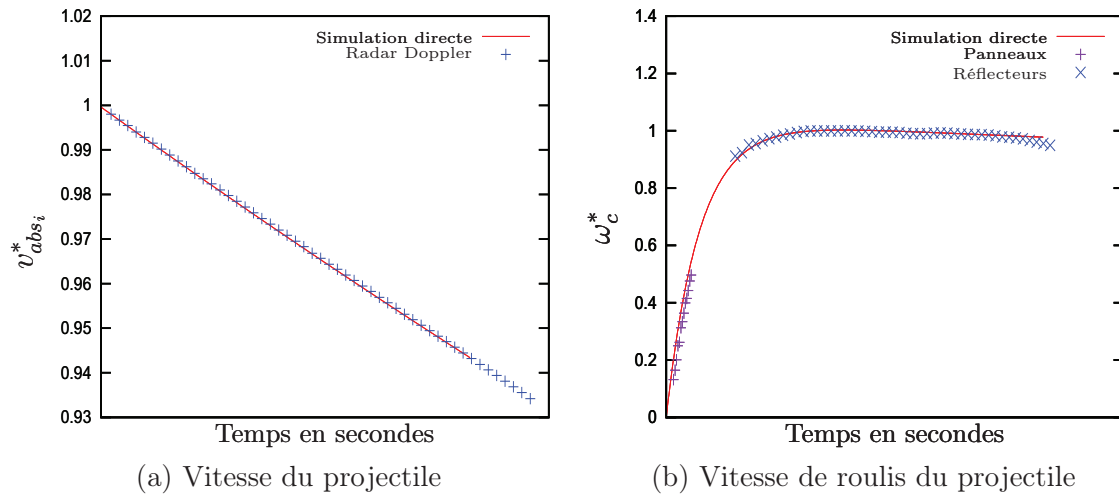 1.02
1.01
1
0.99
0.98
0.97
0.96
0.95
0.94
0.93
v*absi
Simulation directe
Radar Doppler
Temps en secondes
(a) Vitesse du projectile
1.4
1.2
1
0.8
0.6
0.4
0.2
0
ω*c
Simulation directe
Panneaux
Réflecteurs
Temps en secondes
(b) Vitesse de roulis du projectile